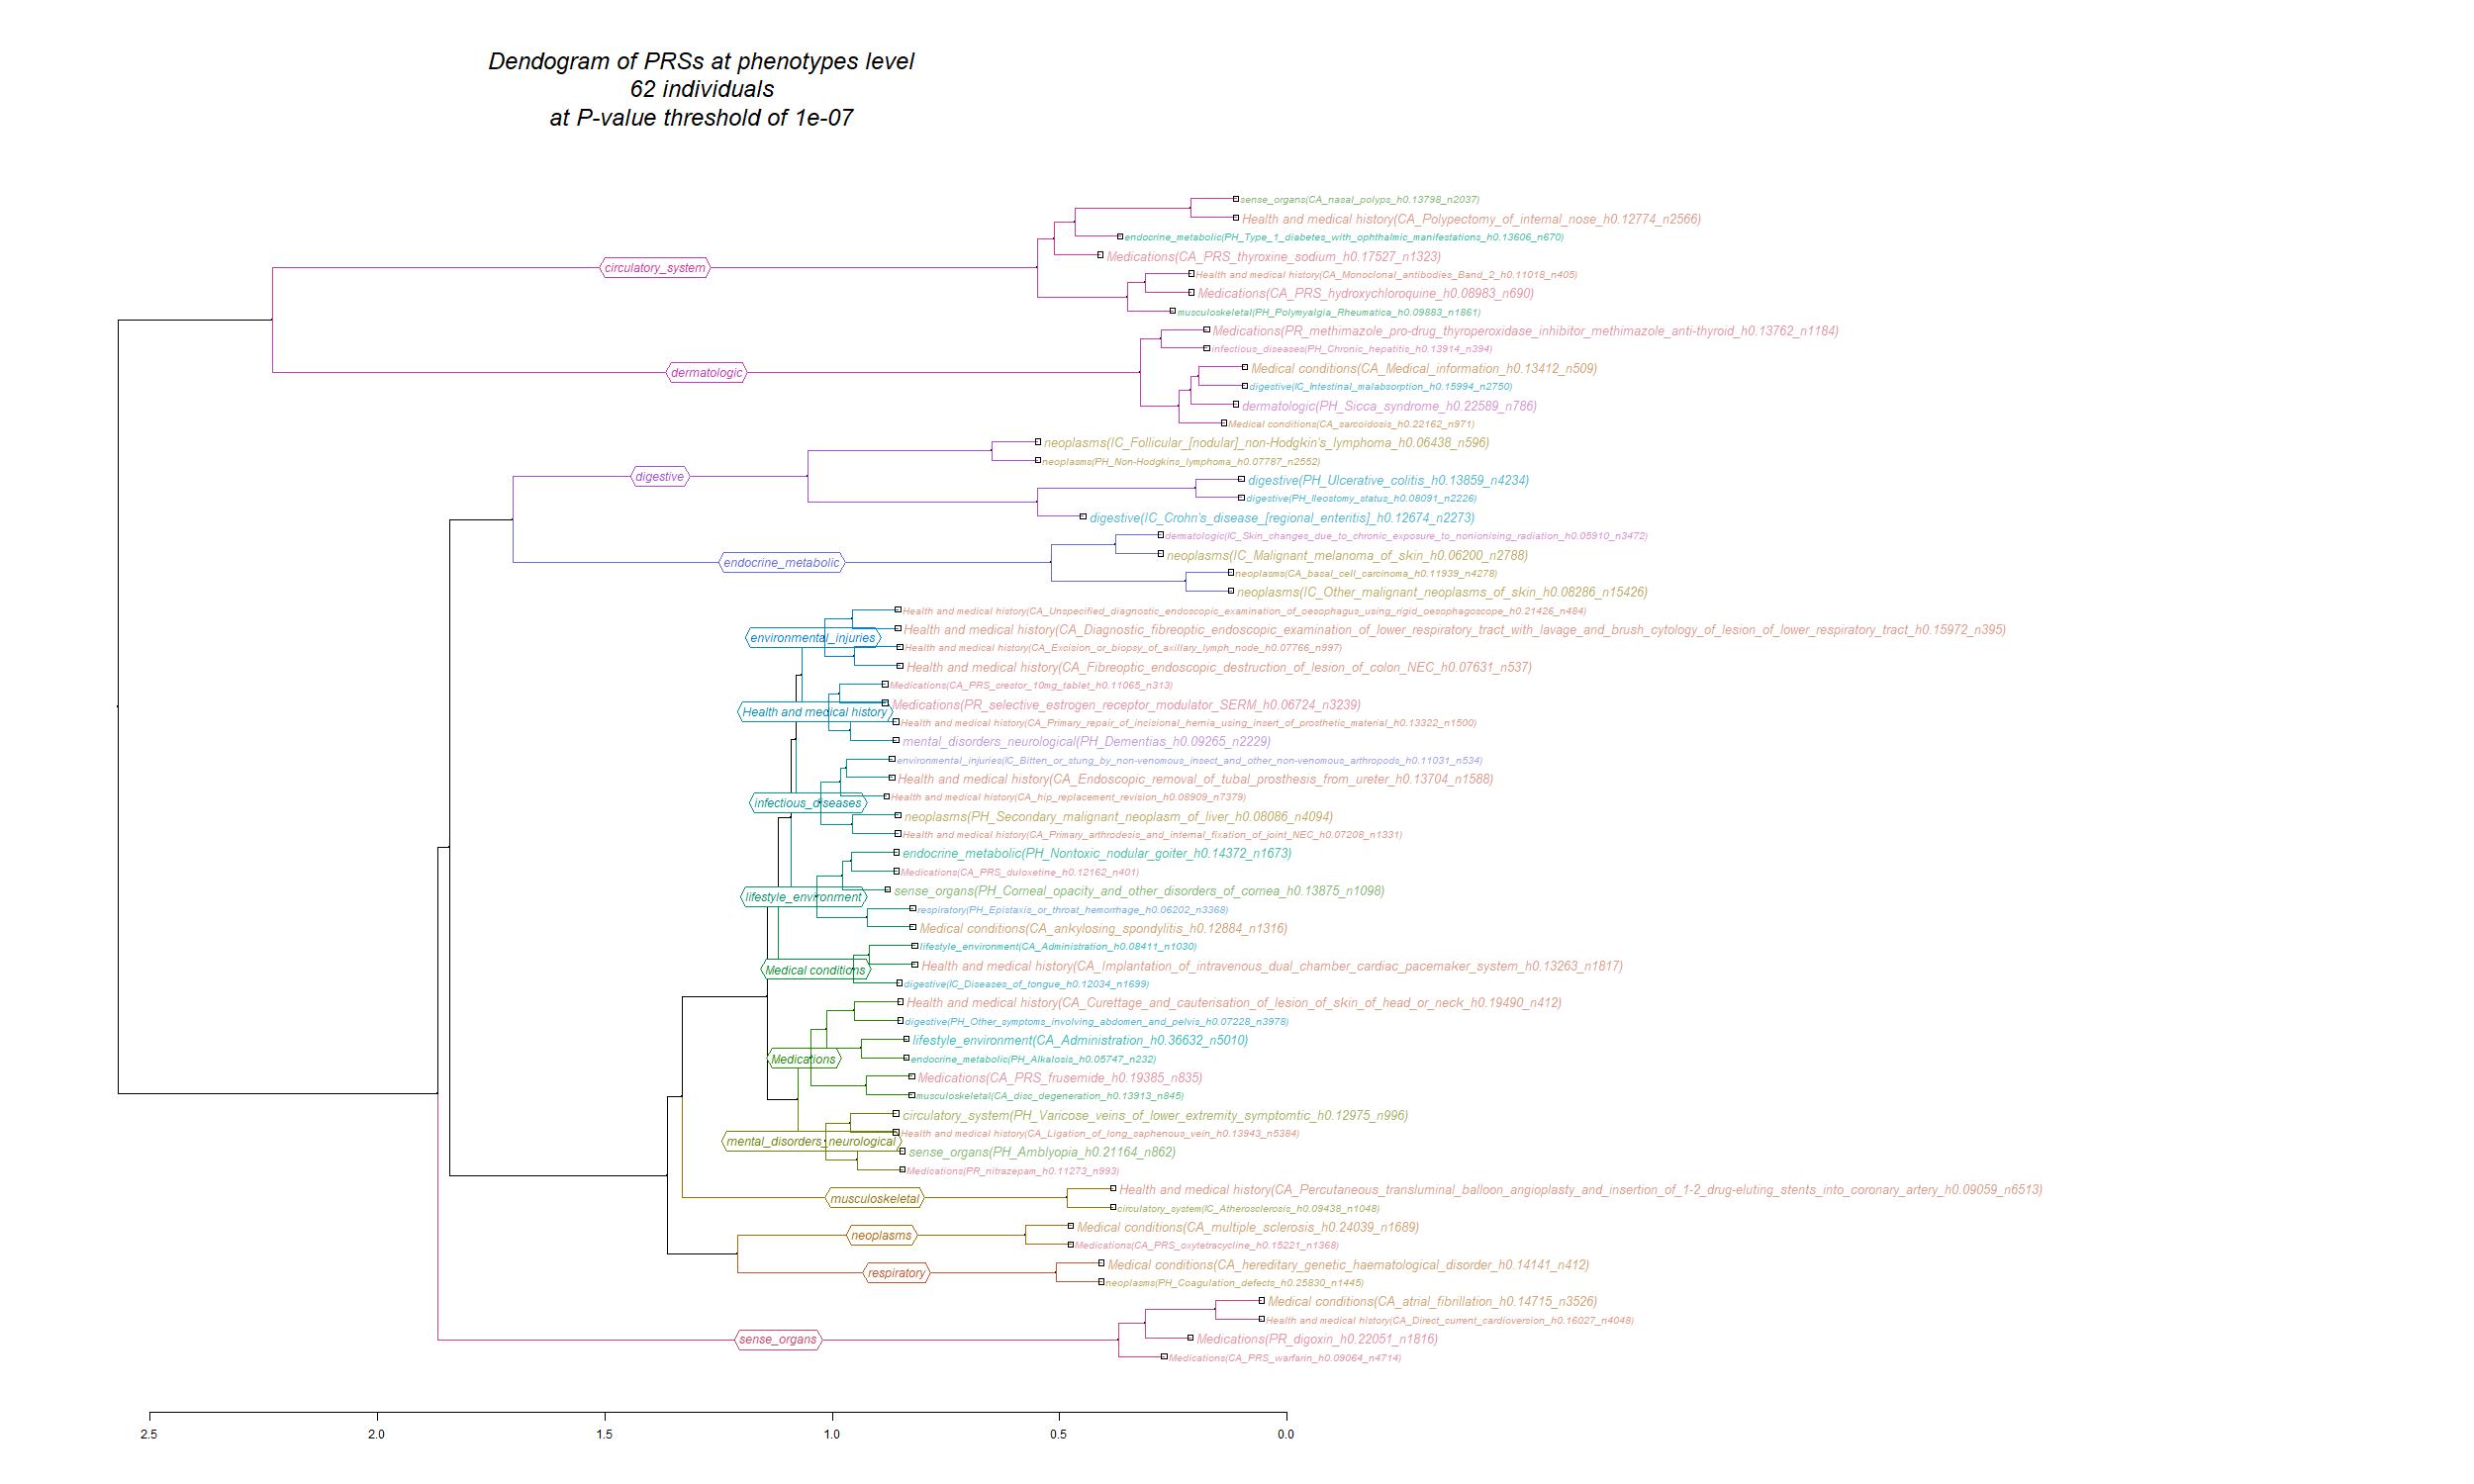 Dendogram of PRSs at phenotypes level
62 individuals
at P-value threshold of 1e-07
sense_organs(CA_nasal_polyps_h0.13798_n2037)
Health and medical history(CA_Polypectomy_of_internal_nose_h0.12774_n2566)
endocrine_metabolic(PH_Type_1_diabetes_with_ophthalmic_manifestations_h0.13606_n670)
Medications(CA_PRS_thyroxine_sodium_h0.17527_n1323)
circulatory_system
Health and medical history(CA_Monoclonal_antibodies_Band_2_h0.11018_n405)
Medications(CA_PRS_hydroxychloroquine_h0.08983_n690)
musculoskeletal(PH_Polymyalgia_Rheumatica_h0.09883_n1861)
Medications(PR_methimazole_pro-drug_thyroperoxidase_inhibitor_methimazole_anti-thyroid_h0.13762_n1184)
infectious_diseases(PH_Chronic_hepatitis_h0.13914_n394)
Medical conditions(CA_Medical_information_h0.13412_n509)
dermatologic
digestive(IC_Intestinal_malabsorption_h0.15994_n2750)
dermatologic(PH_Sicca_syndrome_h0.22589_n786)
Medical conditions(CA_sarcoidosis_h0.22162_n971)
neoplasms(IC_Follicular_[nodular]_non-Hodgkin's_lymphoma_h0.06438_n596)
neoplasms(PH_Non-Hodgkins_lymphoma_h0.07787_n2552)
digestive
digestive(PH_Ulcerative_colitis_h0.13859_n4234)
digestive(PH_Ileostomy_status_h0.08091_n2226)
digestive(IC_Crohn's_disease_[regional_enteritis]_h0.12674_n2273)
dermatologic(IC_Skin_changes_due_to_chronic_exposure_to_nonionising_radiation_h0.05910_n3472)
neoplasms(IC_Malignant_melanoma_of_skin_h0.06200_n2788)
endocrine_metabolic
neoplasms(CA_basal_cell_carcinoma_h0.11939_n4278)
neoplasms(IC_Other_malignant_neoplasms_of_skin_h0.08286_n15426)
Health and medical history(CA_Unspecified_diagnostic_endoscopic_examination_of_oesophagus_using_rigid_oesophagoscope_h0.21426_n484)
Health and medical history(CA_Diagnostic_fibreoptic_endoscopic_examination_of_lower_respiratory_tract_with_lavage_and_brush_cytology_of_lesion_of_lower_respiratory_tract_h0.15972_n395)
environmental_injuries
Health and medical history(CA_Excision_or_biopsy_of_axillary_lymph_node_h0.07766_n997)
Health and medical history(CA_Fibreoptic_endoscopic_destruction_of_lesion_of_colon_NEC_h0.07631_n537)
Medications(CA_PRS_crestor_10mg_tablet_h0.11065_n313)
Medications(PR_selective_estrogen_receptor_modulator_SERM_h0.06724_n3239)
Health and medical history
Health and medical history(CA_Primary_repair_of_incisional_hernia_using_insert_of_prosthetic_material_h0.13322_n1500)
mental_disorders_neurological(PH_Dementias_h0.09265_n2229)
environmental_injuries(IC_Bitten_or_stung_by_non-venomous_insect_and_other_non-venomous_arthropods_h0.11031_n534)
Health and medical history(CA_Endoscopic_removal_of_tubal_prosthesis_from_ureter_h0.13704_n1588)
Health and medical history(CA_hip_replacement_revision_h0.08909_n7379)
infectious_diseases
neoplasms(PH_Secondary_malignant_neoplasm_of_liver_h0.08086_n4094)
Health and medical history(CA_Primary_arthrodesis_and_internal_fixation_of_joint_NEC_h0.07208_n1331)
endocrine_metabolic(PH_Nontoxic_nodular_goiter_h0.14372_n1673)
Medications(CA_PRS_duloxetine_h0.12162_n401)
sense_organs(PH_Corneal_opacity_and_other_disorders_of_cornea_h0.13875_n1098)
lifestyle_environment
respiratory(PH_Epistaxis_or_throat_hemorrhage_h0.06202_n3368)
Medical conditions(CA_ankylosing_spondylitis_h0.12884_n1316)
lifestyle_environment(CA_Administration_h0.08411_n1030)
Health and medical history(CA_Implantation_of_intravenous_dual_chamber_cardiac_pacemaker_system_h0.13263_n1817)
Medical conditions
digestive(IC_Diseases_of_tongue_h0.12034_n1699)
Health and medical history(CA_Curettage_and_cauterisation_of_lesion_of_skin_of_head_or_neck_h0.19490_n412)
digestive(PH_Other_symptoms_involving_abdomen_and_pelvis_h0.07228_n3978)
lifestyle_environment(CA_Administration_h0.36632_n5010)
Medications
endocrine_metabolic(PH_Alkalosis_h0.05747_n232)
Medications(CA_PRS_frusemide_h0.19385_n835)
musculoskeletal(CA_disc_degeneration_h0.13913_n845)
circulatory_system(PH_Varicose_veins_of_lower_extremity_symptomtic_h0.12975_n996)
Health and medical history(CA_Ligation_of_long_saphenous_vein_h0.13943_n5384)
mental_disorders_neurological
sense_organs(PH_Amblyopia_h0.21164_n862)
Medications(PR_nitrazepam_h0.11273_n993)
Health and medical history(CA_Percutaneous_transluminal_balloon_angioplasty_and_insertion_of_1-2_drug-eluting_stents_into_coronary_artery_h0.09059_n6513)
musculoskeletal
circulatory_system(IC_Atherosclerosis_h0.09438_n1048)
Medical conditions(CA_multiple_sclerosis_h0.24039_n1689)
neoplasms
Medications(CA_PRS_oxytetracycline_h0.15221_n1368)
Medical conditions(CA_hereditary_genetic_haematological_disorder_h0.14141_n412)
respiratory
neoplasms(PH_Coagulation_defects_h0.25830_n1445)
Medical conditions(CA_atrial_fibrillation_h0.14715_n3526)
Health and medical history(CA_Direct_current_cardioversion_h0.16027_n4048)
sense_organs
Medications(PR_digoxin_h0.22051_n1816)
Medications(CA_PRS_warfarin_h0.09064_n4714)
2.5 2.0 1.5 1.0 0.5 0.0